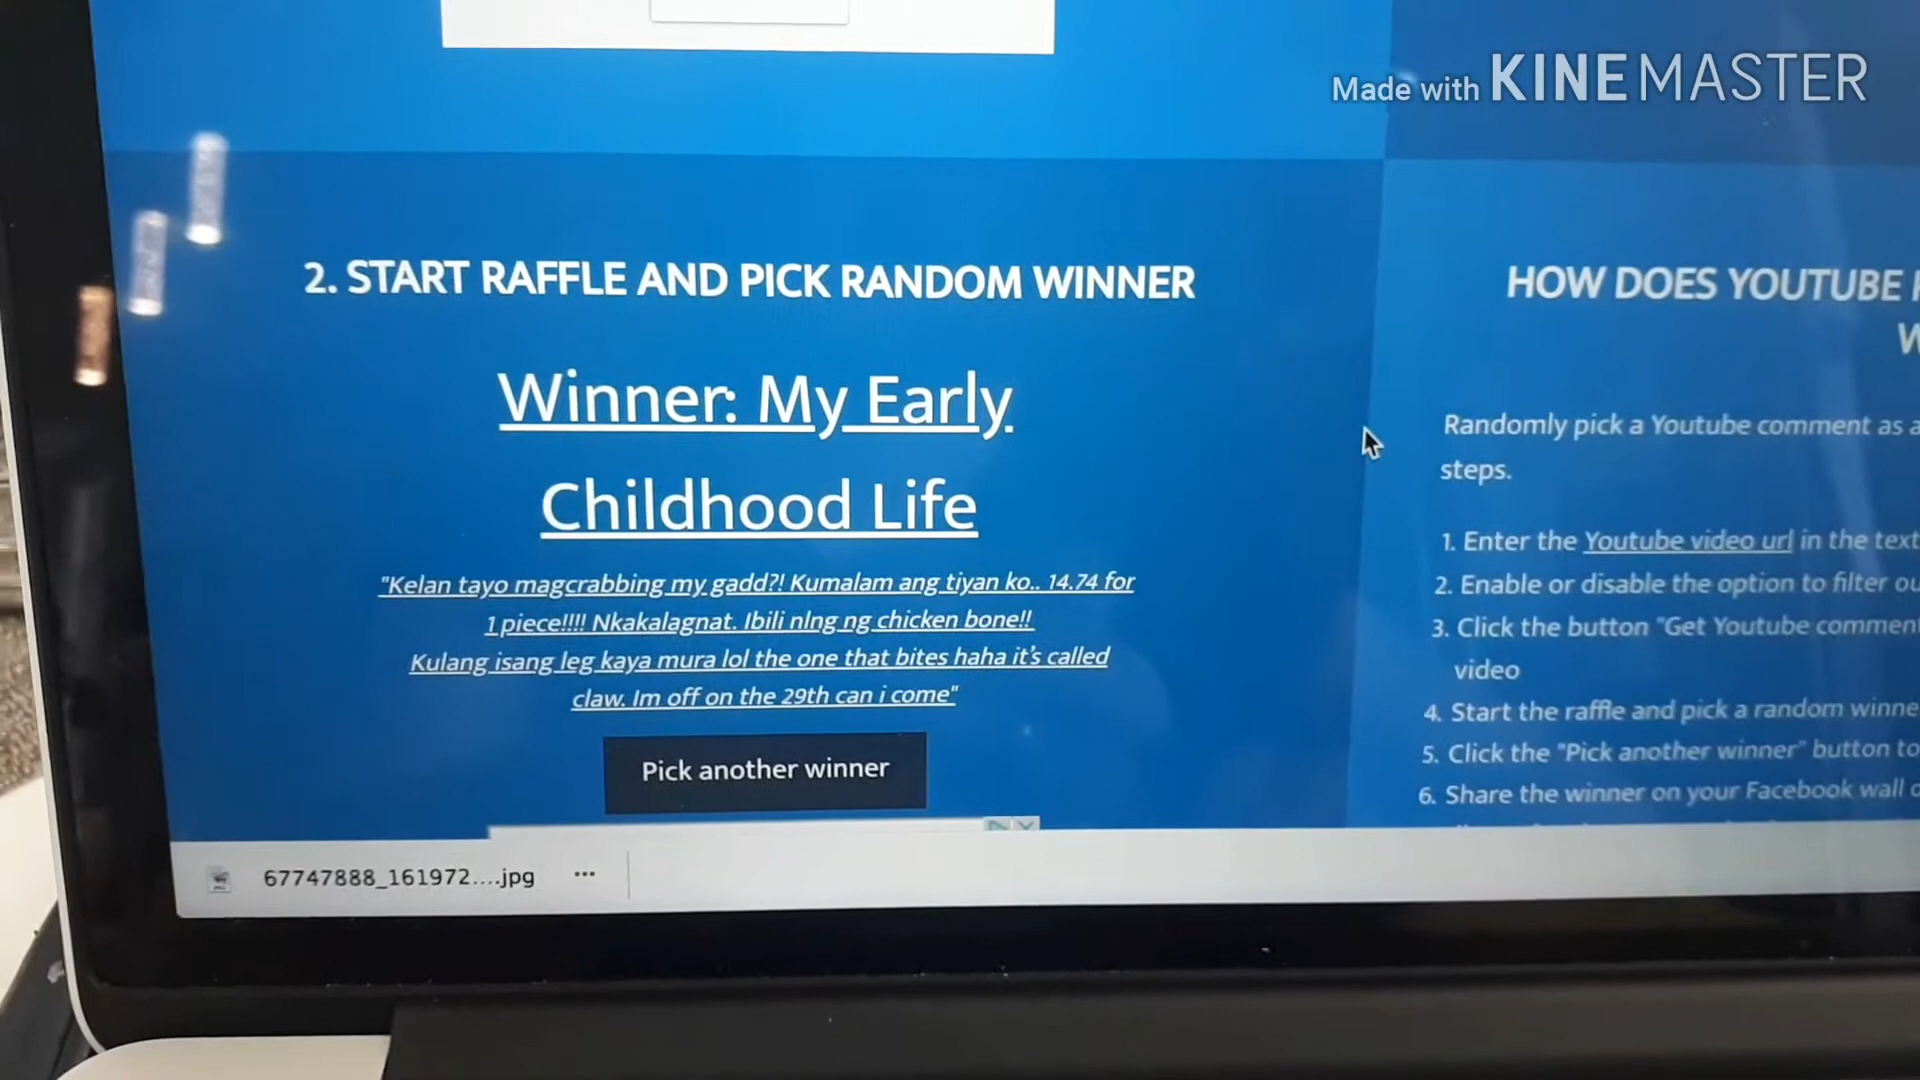 Made with KINEMASTER
2. START RAFFLE AND PICK RANDOM WINNER
Winner: My Early
Childhood Life
"Kelan tayo magcrabbing my gadd?! Kumalam ang tiyan ko.. 14.74 for
1 piece!!!! Nkakalagnat. Ibili nlng ng chicken bone!!
Kulang isang leg kaya mura lol the one that bites haha it's called
claw. Im off on the 29th can i come"
Pick another winner
HOW DOES YOUTUBE
Randomly pick a Youtube comment as a
steps.
1. Enter the Youtube video url in the text
2. Enable or disable the option to filter ou
3. Click the button "Get Youtube comment
video
4. Start the raffle and pick a random winne
5. Click the "Pick another winner" button to
6. Share the winner on your Facebook wall o
67747888_161972....jpg